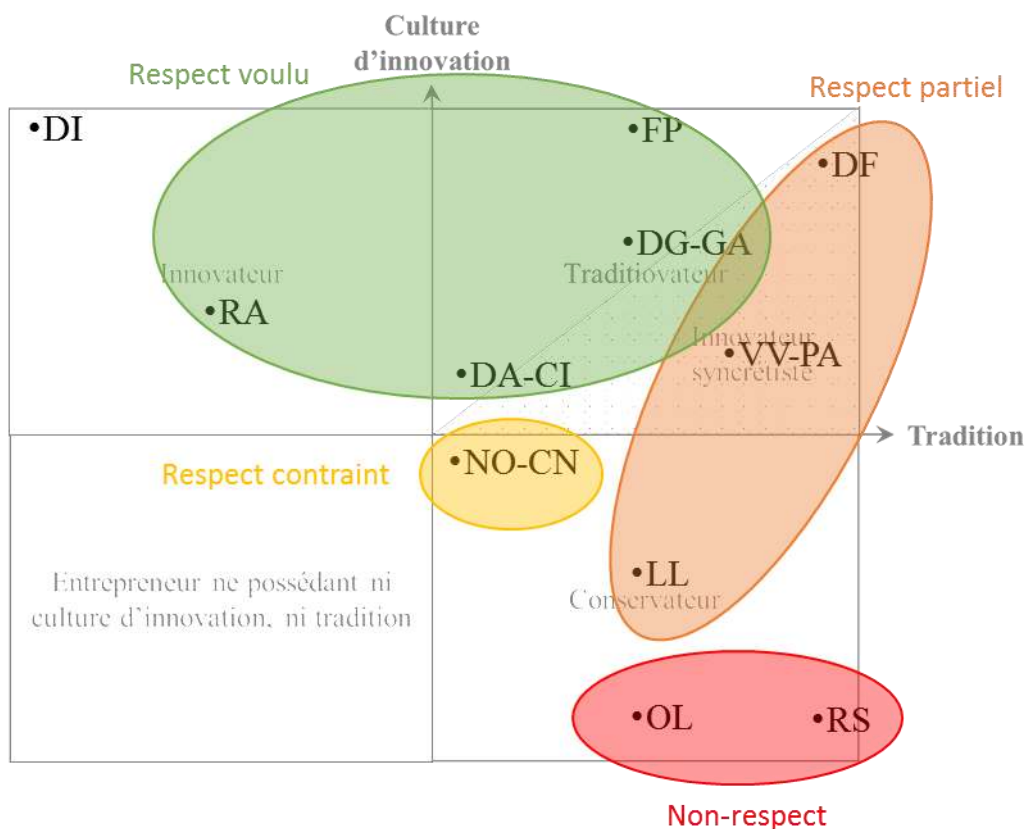 Culture
d'innovation
Respect voulu
Respect partiel
•DI
•FP
•DF
•DG-GA
Innovateur
Traditiovateur
•RA
Innovateur
•VV-PA
syncrétiste
•DA-CI
Tradition
•NO-CN
Respect contraint
•LL
Entrepreneur ne possédant ni
Conservateur
culture d'innovation, ni tradition
•OL
•RS
Non-respect